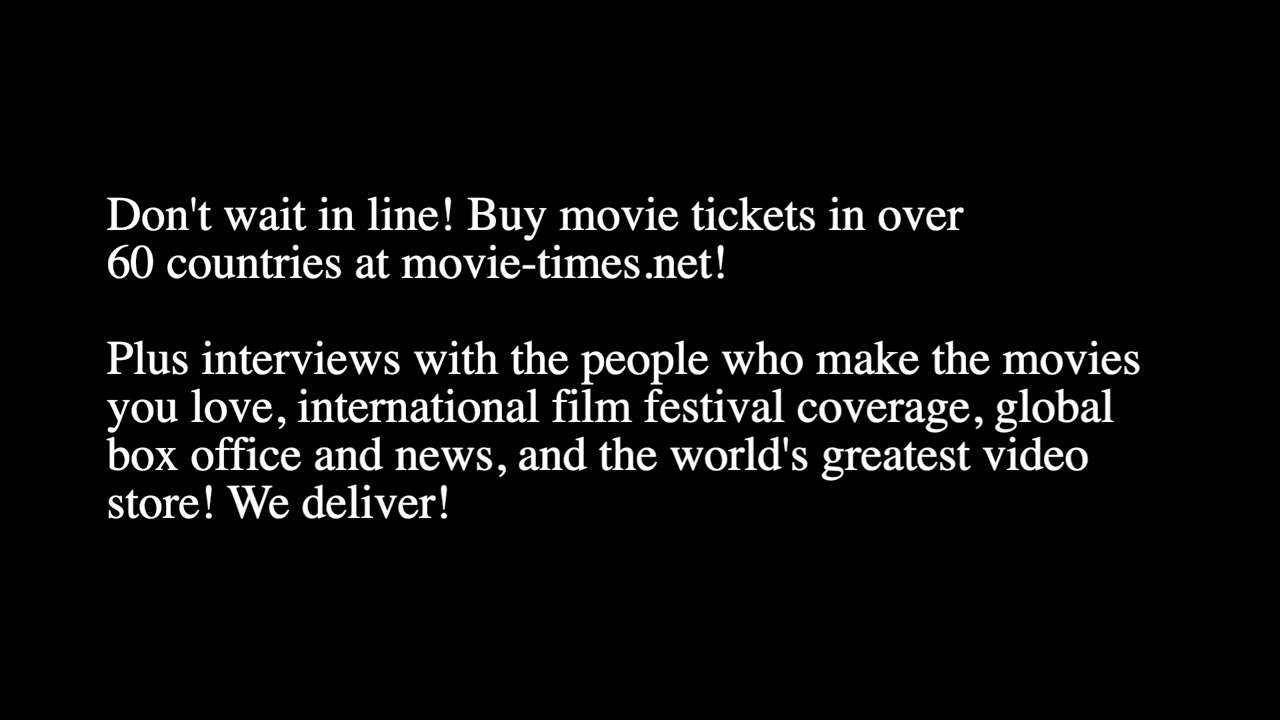 Don't wait in line! Buy movie tickets in over
60 countries at movie-times.net!
Plus interviews with the people who make the movies
you love, international film festival coverage, global
box office and news, and the world's greatest video
store! We deliver!